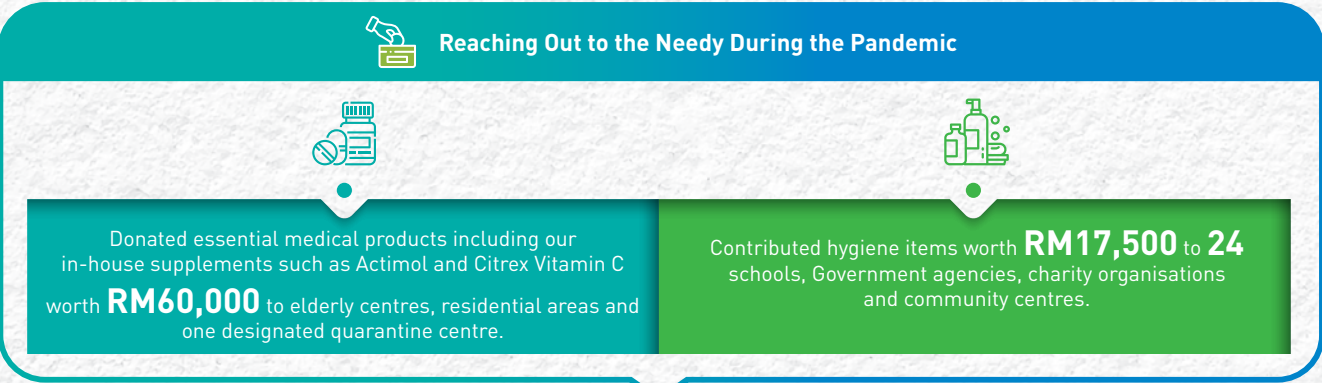 Reaching Out to the Needy During the Pandemic
Donated essential medical products including our
in-house supplements such as Actimol and Citrex Vitamin C
worth RM60,000 to elderly centres, residential areas and
one designated quarantine centre.
Contributed hygiene items worth RM17,500 to 24
schools, Government agencies, charity organisations
and community centres.